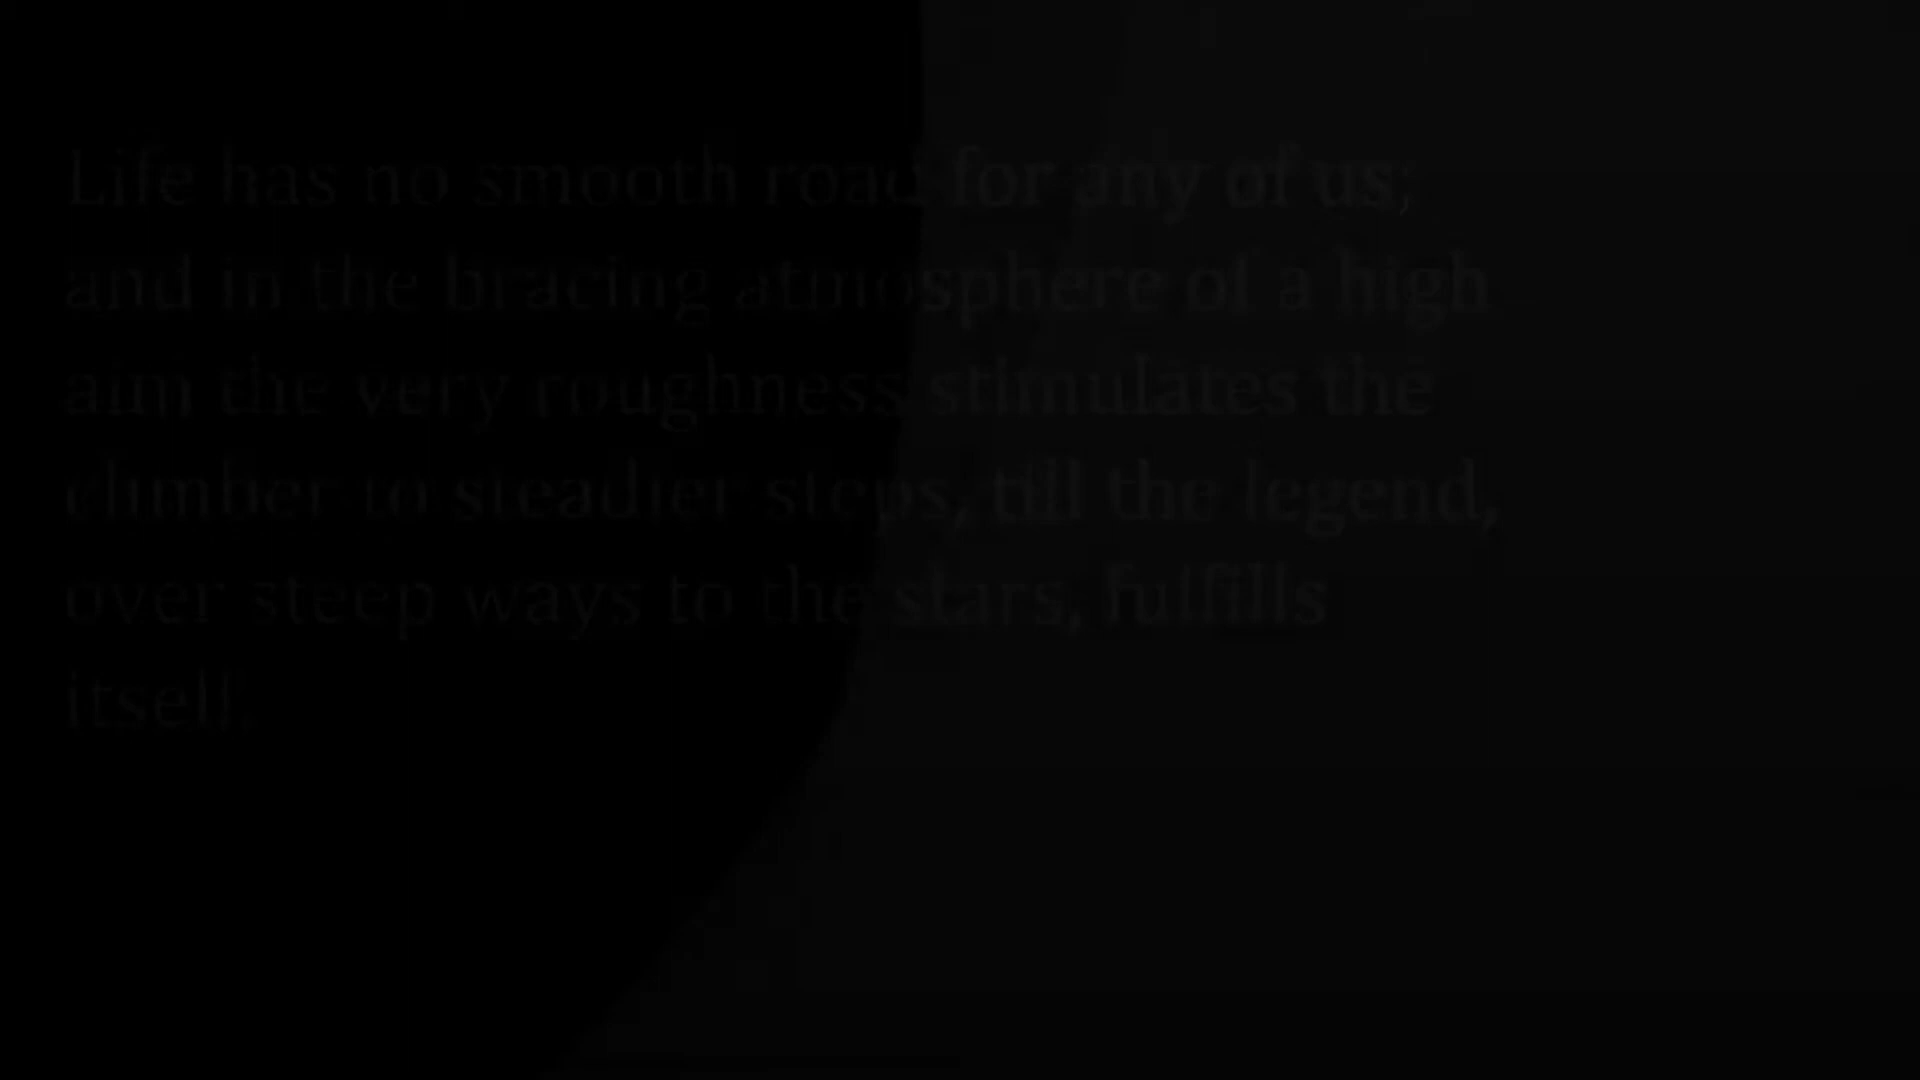 Life has no smooth road for any of us;
and in the bracing atmosphere of a high
aim the very roughness stimulates the
climber to steadier steps, till the legend,
over steep ways to the stars, fulfills
itself.